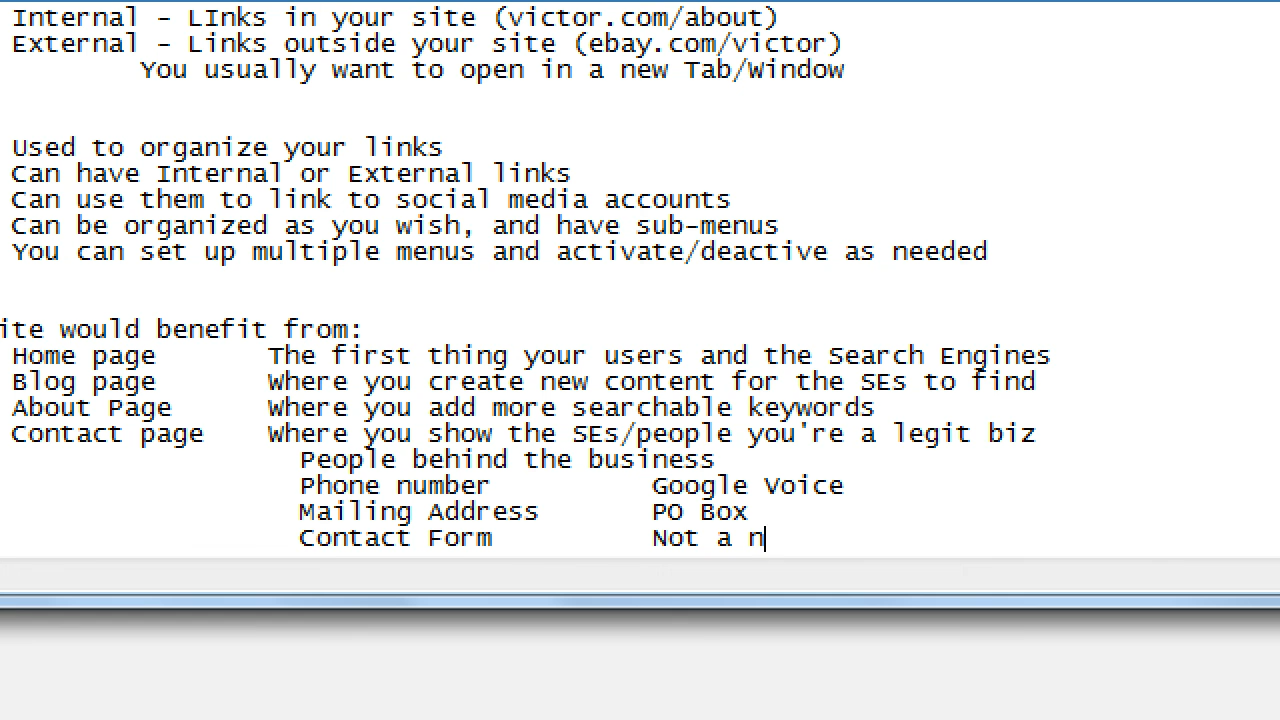 Internal - LInks in your site (victor.com/about)
External - Links outside your site (ebay.com/victor)
You usually want to open in a new Tab/Window
Used to organize your links
Can have Internal or External links
Can use them to link to social media accounts
Can be organized as you wish, and have sub-menus
You can set up multiple menus and activate/deactive as needed
ite would benefit from:
Home page The first thing your users and the Search Engines
Blog page Where you create new content for the SEs to find
About Page Where you add more searchable keywords
Contact page Where you show the SEs/people you're a legit biz
People behind the business
Phone number Google Voice
Mailing Address PO Box
Contact Form Not a n